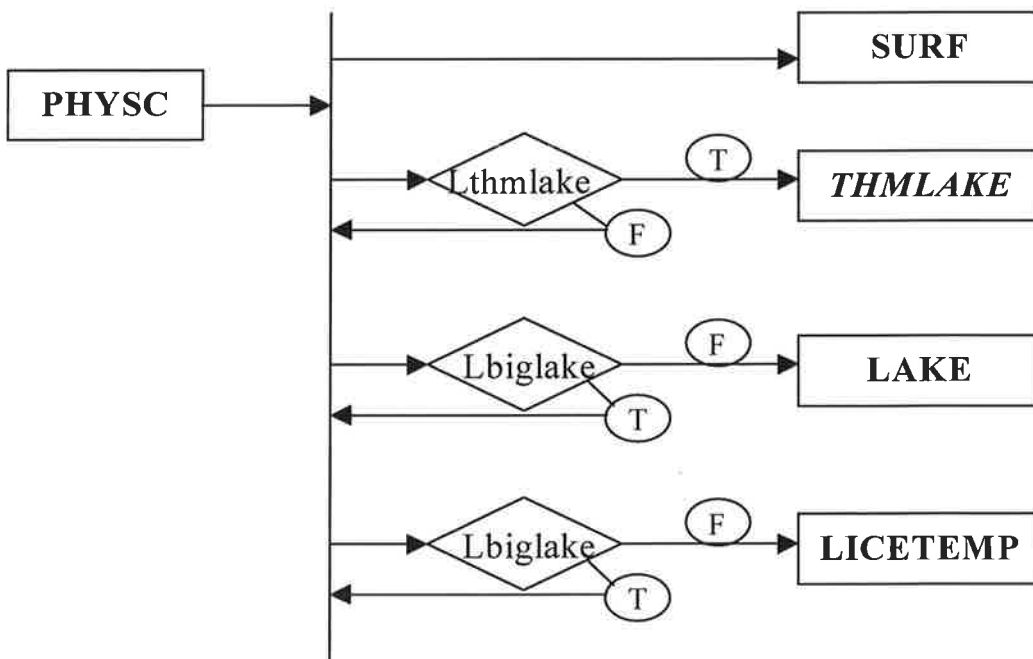 SURF
PHYSC
Lthmlake
T
THMLAKE
F
Lbiglake
F
LAKE
T
Lbiglake
F
LICETEMP
T